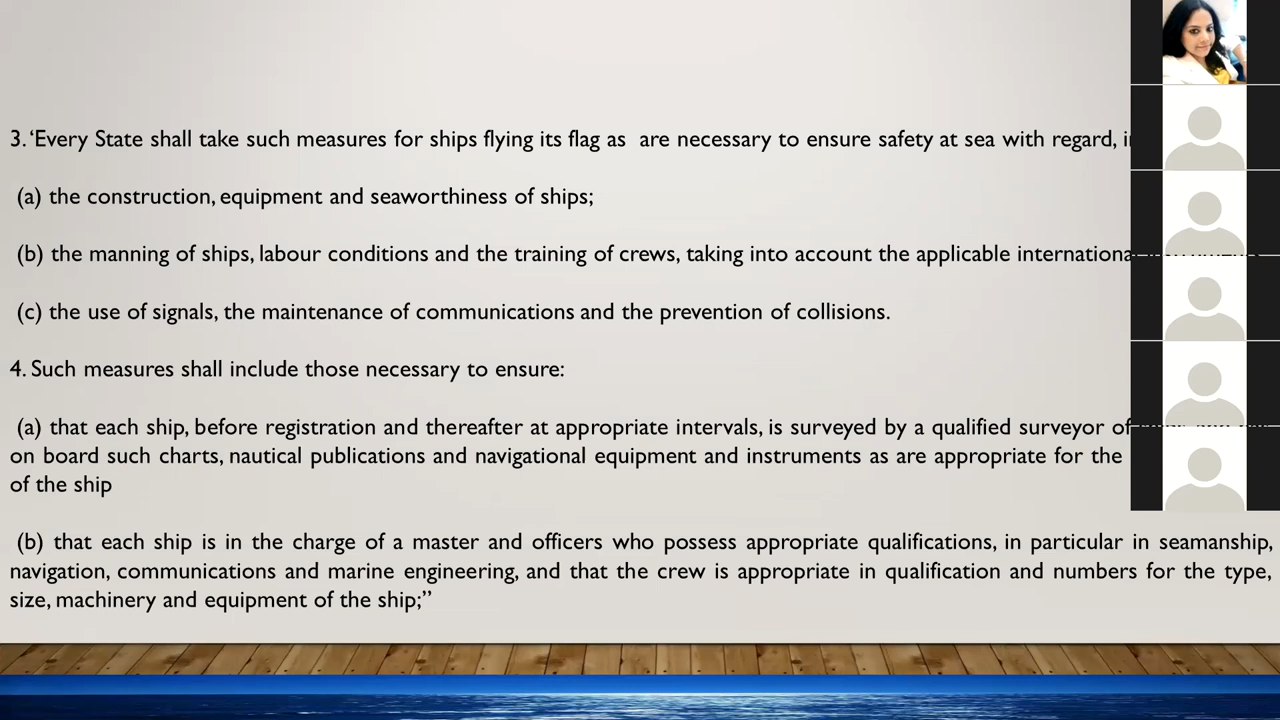 3. ‘Every State shall take such measures for ships flying its flag as are necessary to ensure safety at sea with regard,
(a) the construction, equipment and seaworthiness of ships;
(b) the manning of ships, labour conditions and the training of crews, taking into account the applicable international
(c) the use of signals, the maintenance of communications and the prevention of collisions.
4. Such measures shall include those necessary to ensure:
(a) that each ship, before registration and thereafter at appropriate intervals, is surveyed by a qualified surveyor of
on board such charts, nautical publications and navigational equipment and instruments as are appropriate for the
of the ship
(b) that each ship is in the charge of a master and officers who possess appropriate qualifications, in particular in seamanship,
navigation, communications and marine engineering, and that the crew is appropriate in qualification and numbers for the type,
size, machinery and equipment of the ship;”